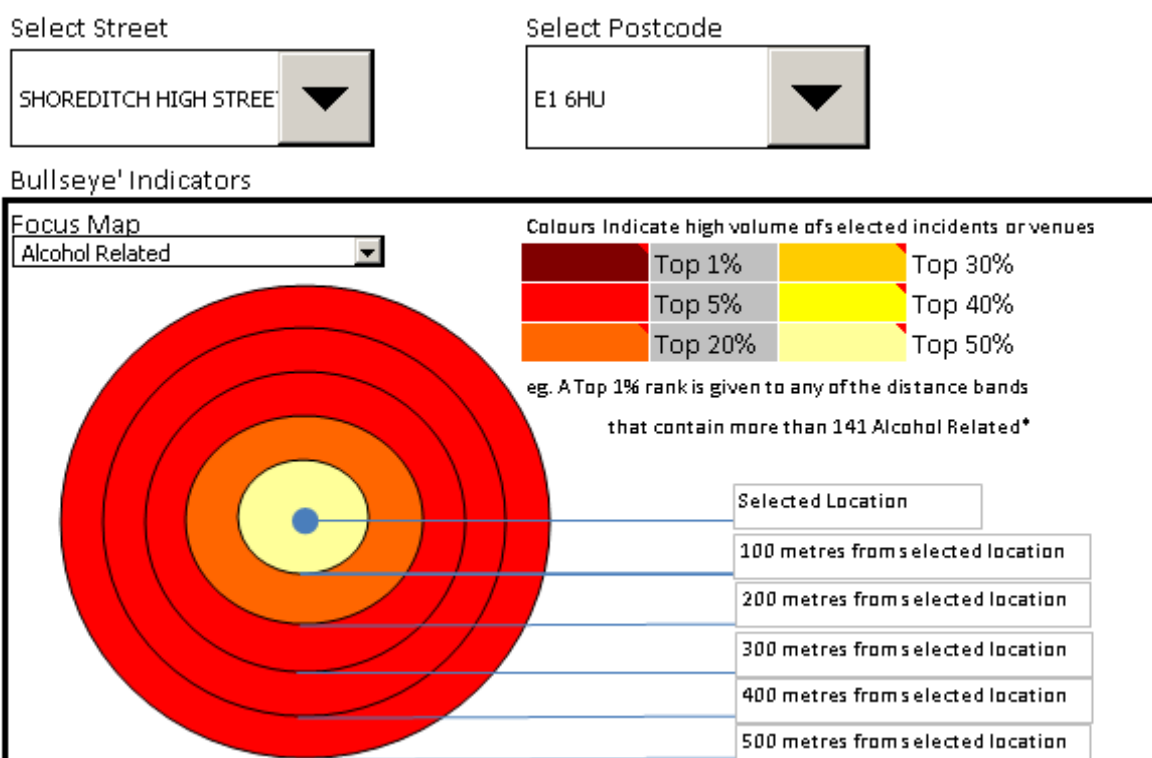 Select Street
Select Postcode
SHOREDITCH HIGH STREE
E1 6HU
Bullseye' Indicators
Focus Map
Alcohol Related
Colours Indicate high volume of selected incidents or venues
Top 1%
Top 30%
Top 5%
Top 40%
Top 20%
Top 50%
eg. A Top 1% rank is given to any of the distance bands
that contain more than 141 Alcohol Related*
Selected Location
100 metres from selected location
200 metres from selected location
300 metres from selected location
400 metres from selected location
500 metres from selected location